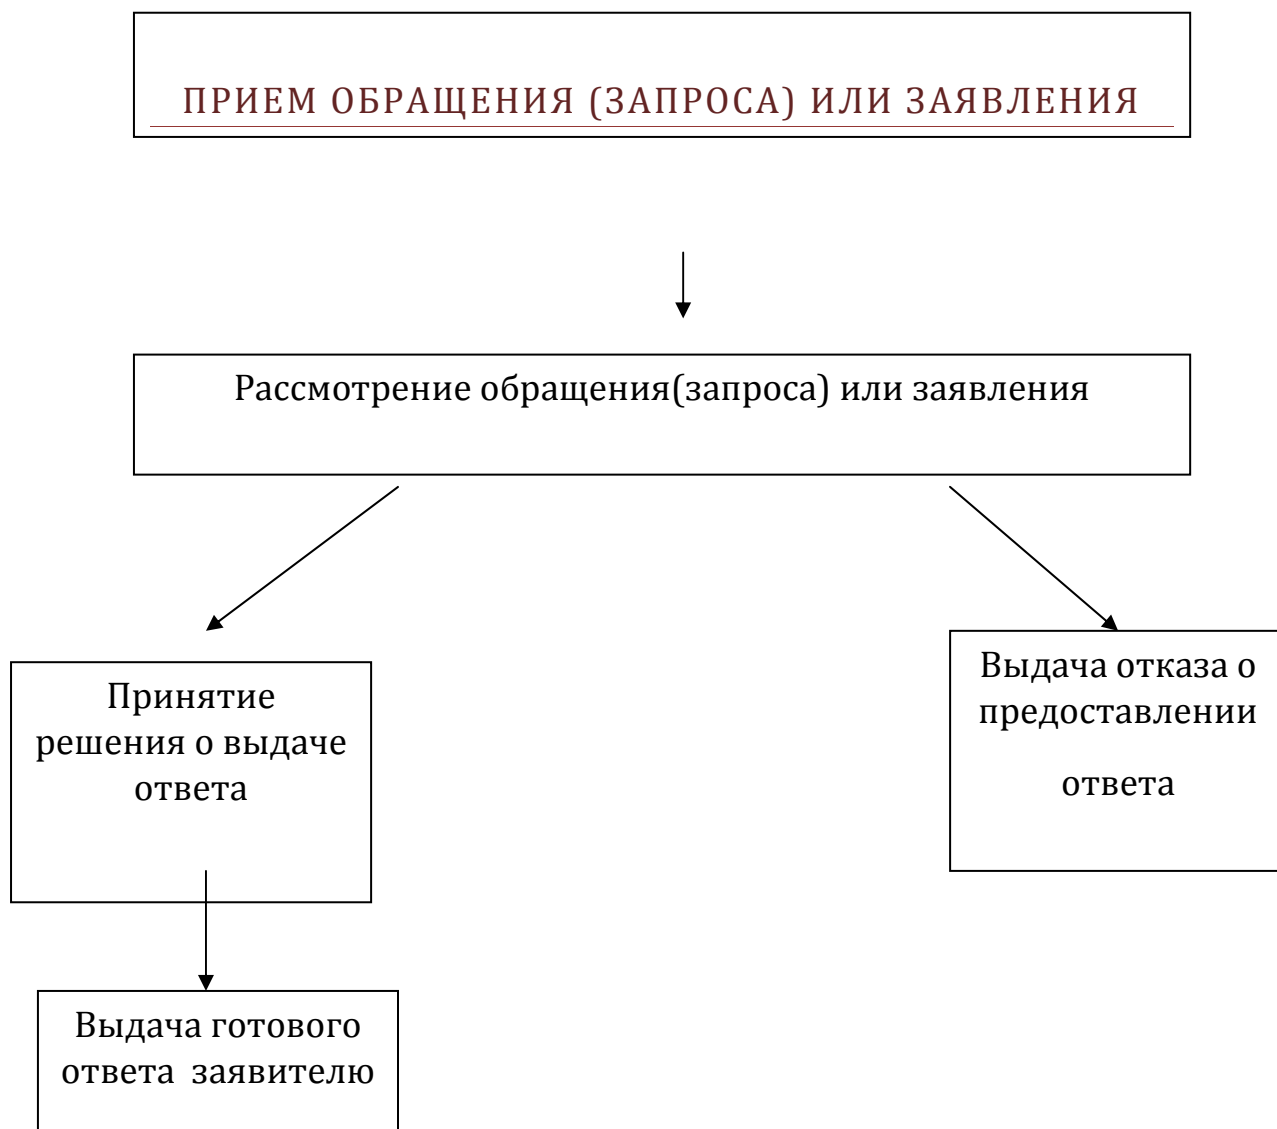 ПРИЕМ ОБРАЩЕНИЯ (ЗАПРОСА) ИЛИ ЗАЯВЛЕНИЯ
Рассмотрение обращения(запроса) или заявления
Принятие
решения о выдаче
ответа
Выдача отказа о
предоставлении
ответа
Выдача готового
ответа  заявителю